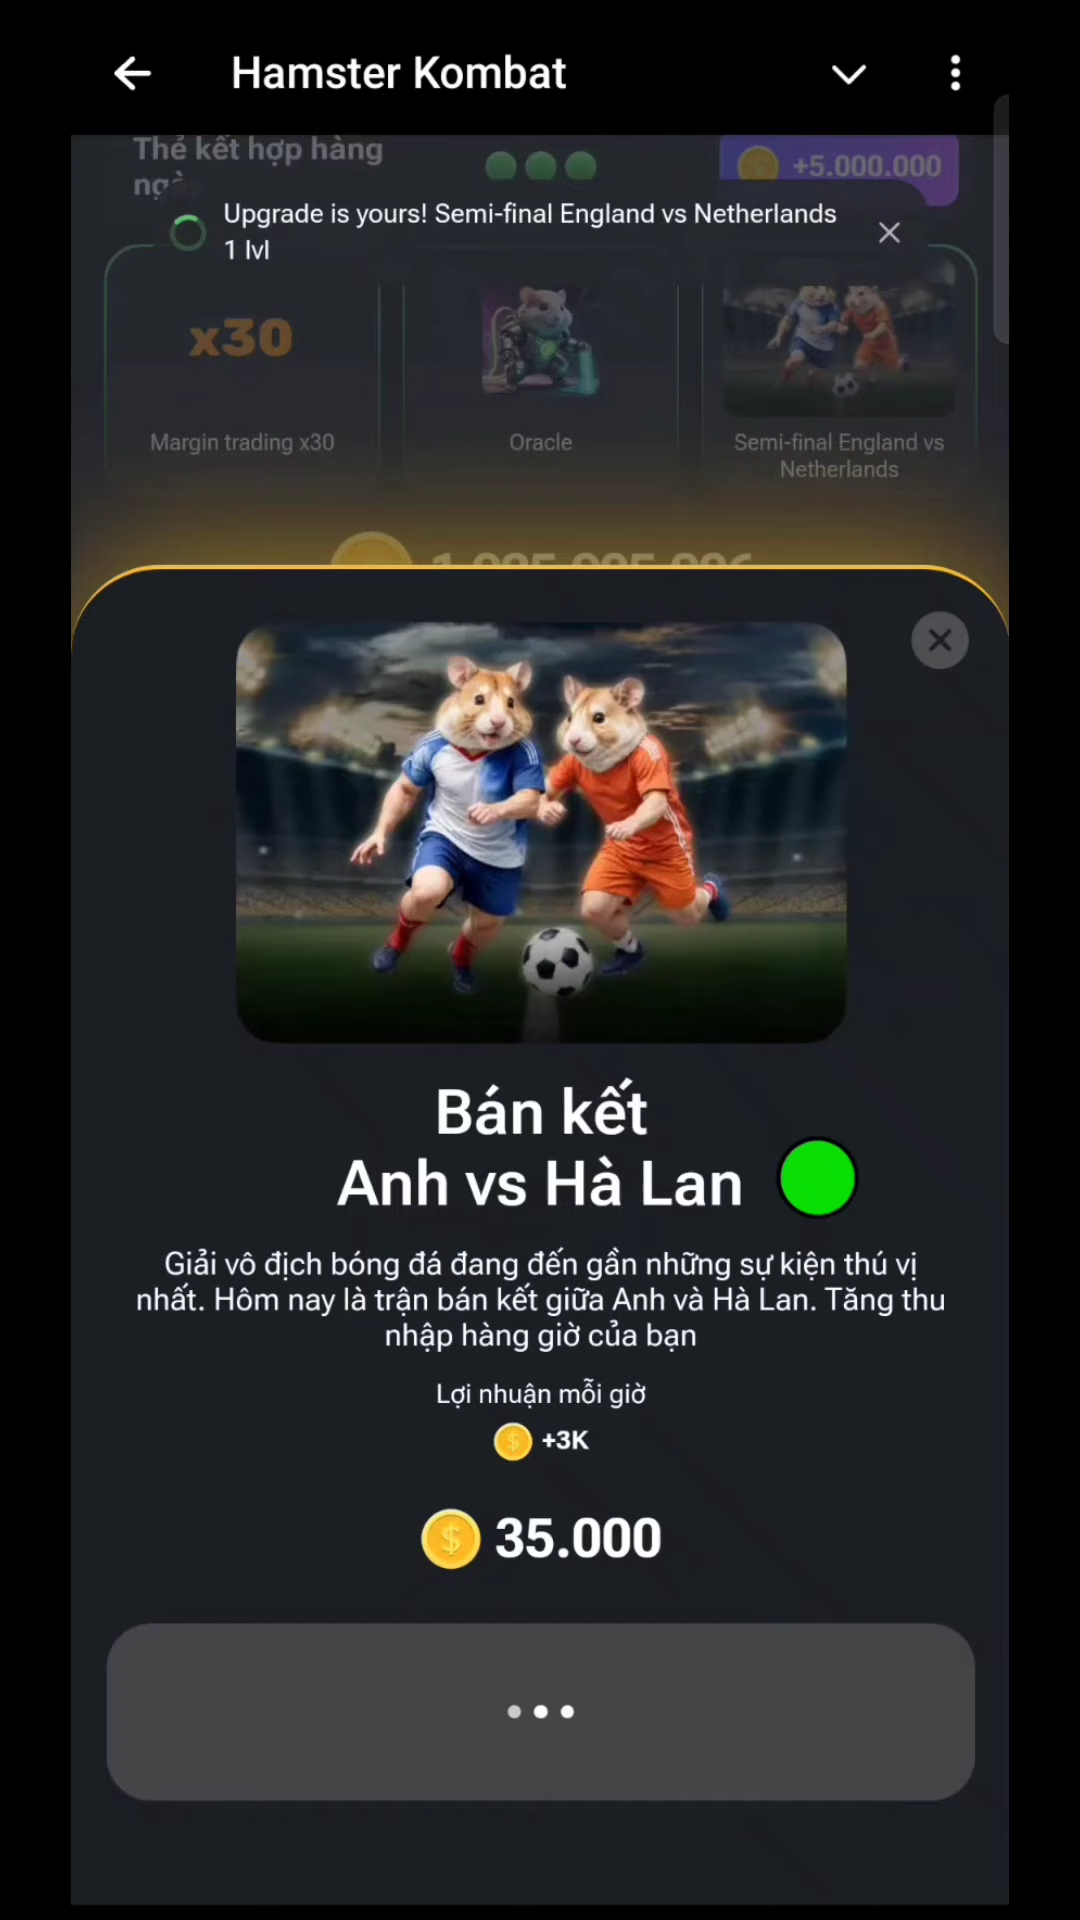 Hamster Kombat
Thẻ kết hợp hàng
+5.000.000
Upgrade is yours! Semi-final England vs Netherlands
1 lvl
x30
Margin trading x30
Oracle
Semi-final England vs
Netherlands
Bán kết
Anh vs Hà Lan
Giải vô địch bóng đá đang đến gần những sự kiện thú vị
nhất. Hôm nay là trận bán kết giữa Anh và Hà Lan. Tăng thu
nhập hàng giờ của bạn
Lợi nhuận mỗi giờ
+3K
35.000